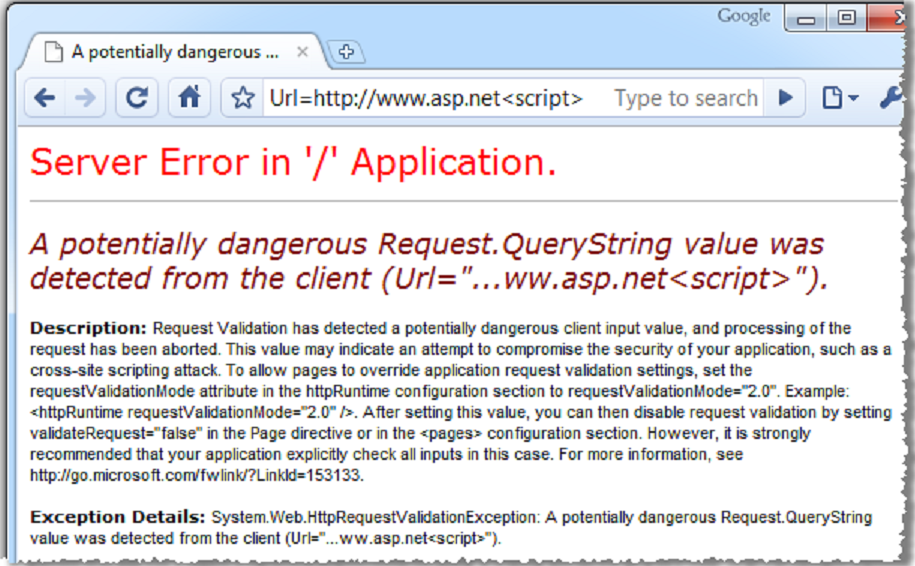 Google
A potentially dangerous ...
Url=http://www.asp.net<script> Type to search
Server Error in '/' Application.
A potentially dangerous Request.QueryString value was
detected from the client (Url="...ww.asp.net<script>").
Description: Request Validation has detected a potentially dangerous client input value, and processing of the
request has been aborted. This value may indicate an attempt to compromise the security of your application, such as a
cross-site scripting attack. To allow pages to override application request validation settings, set the
requestValidationMode attribute in the httpRuntime configuration section to requestValidationMode="2.0". Example:
<httpRuntime requestValidationMode="2.0" />. After setting this value, you can then disable request validation by setting
validateRequest="false" in the Page directive or in the <pages> configuration section. However, it is strongly
recommended that your application explicitly check all inputs in this case. For more information, see
http://go.microsoft.com/fwlink/?LinkId=153133.
Exception Details: System.Web.HttpRequestValidationException: A potentially dangerous Request.QueryString
value was detected from the client (Url="...ww.asp.net<script>").